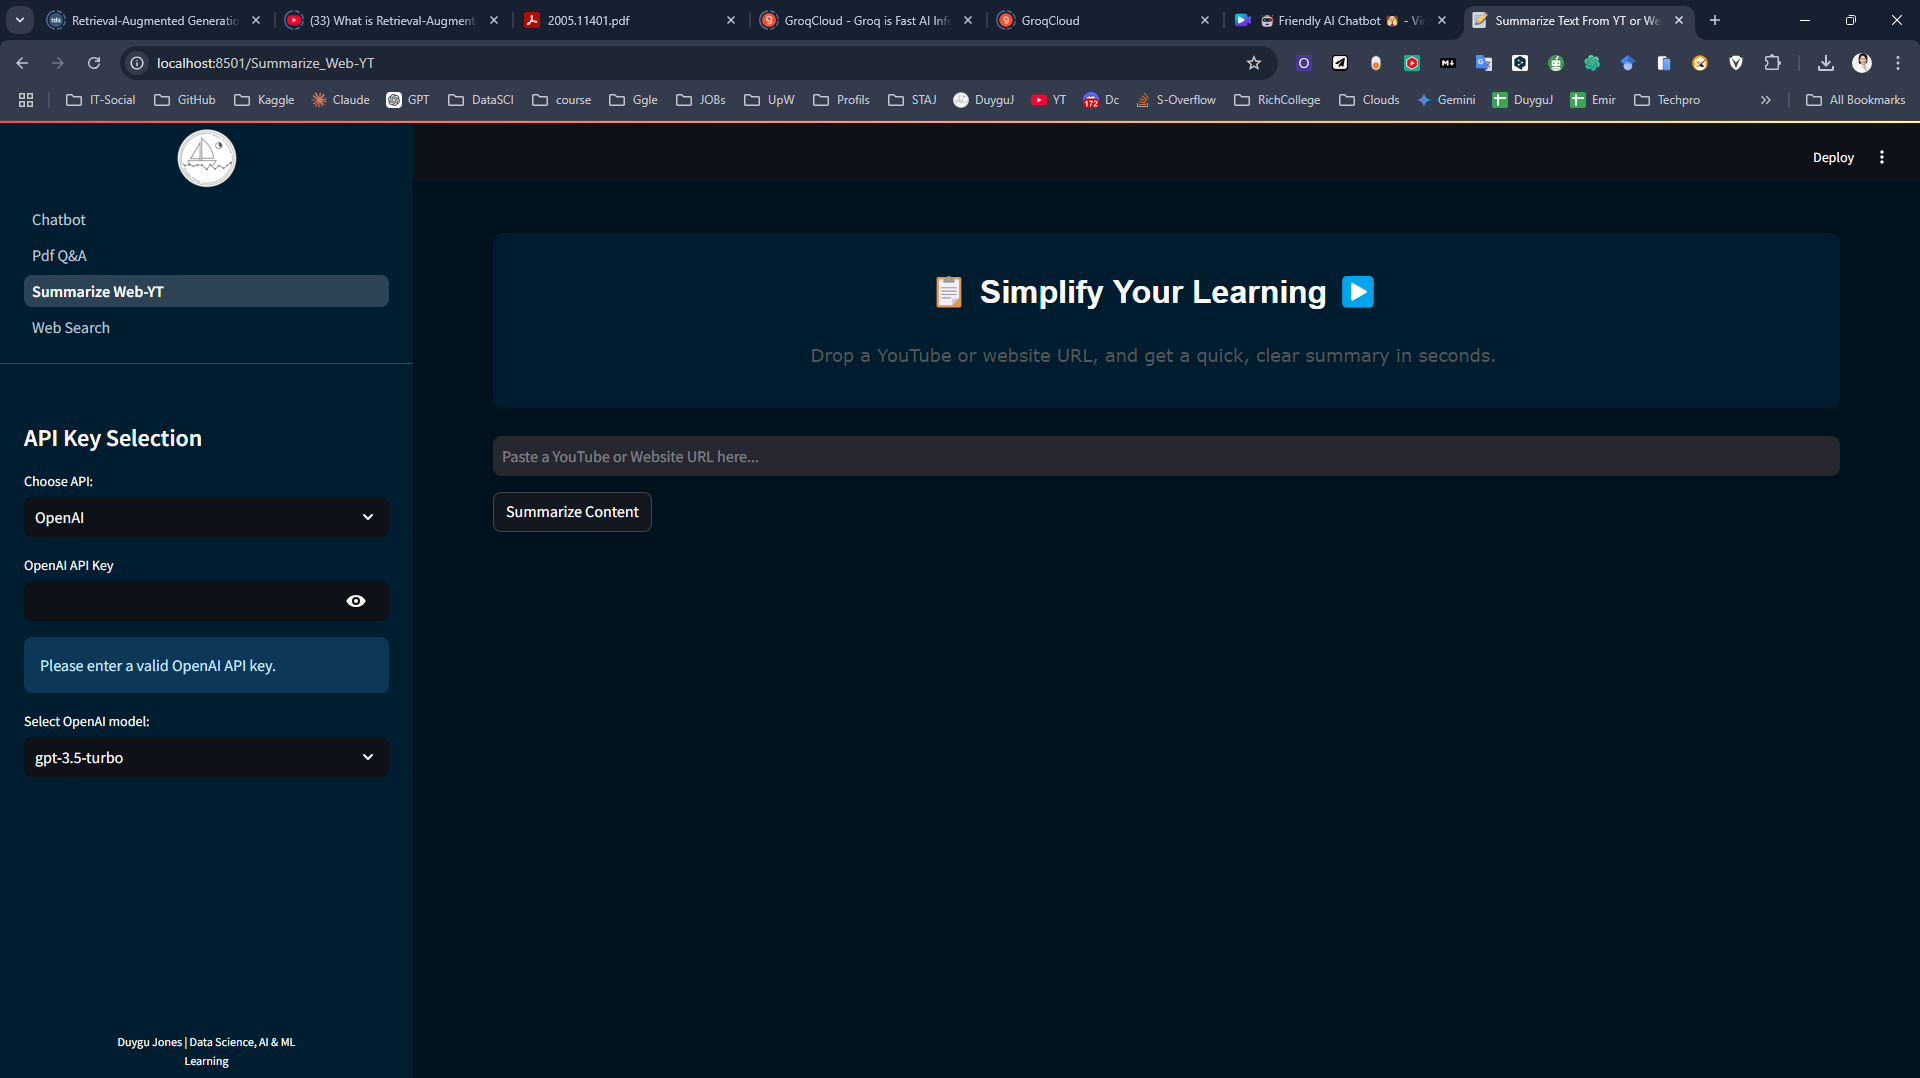 Retrieval-Augmented Generatio
(33) What is Retrieval-Augment
2005.11401.pdf
GroqCloud - Groq is Fast AI Infe
GroqCloud
Friendly AI Chatbot - Vi
Summarize Text From YT or We
localhost:8501/Summarize_Web-YT
IT-Social
GitHub
Kaggle
Claude
GPT
DataSCI
course
Ggle
JOBs
UpW
Profils
STAJ
DuyguJ
YT
172
Dc
S-Overflow
RichCollege
Clouds
Gemini
DuyguJ
Emir
Techpro
All Bookmarks
Chatbot
Pdf Q&A
Summarize Web-YT
Web Search
API Key Selection
Choose API:
OpenAI
OpenAI API Key
Please enter a valid OpenAI API key.
Select OpenAI model:
gpt-3.5-turbo
Duygu Jones | Data Science, AI & ML
Learning
Deploy
Simplify Your Learning
Drop a YouTube or website URL, and get a quick, clear summary in seconds.
Paste a YouTube or Website URL here...
Summarize Content